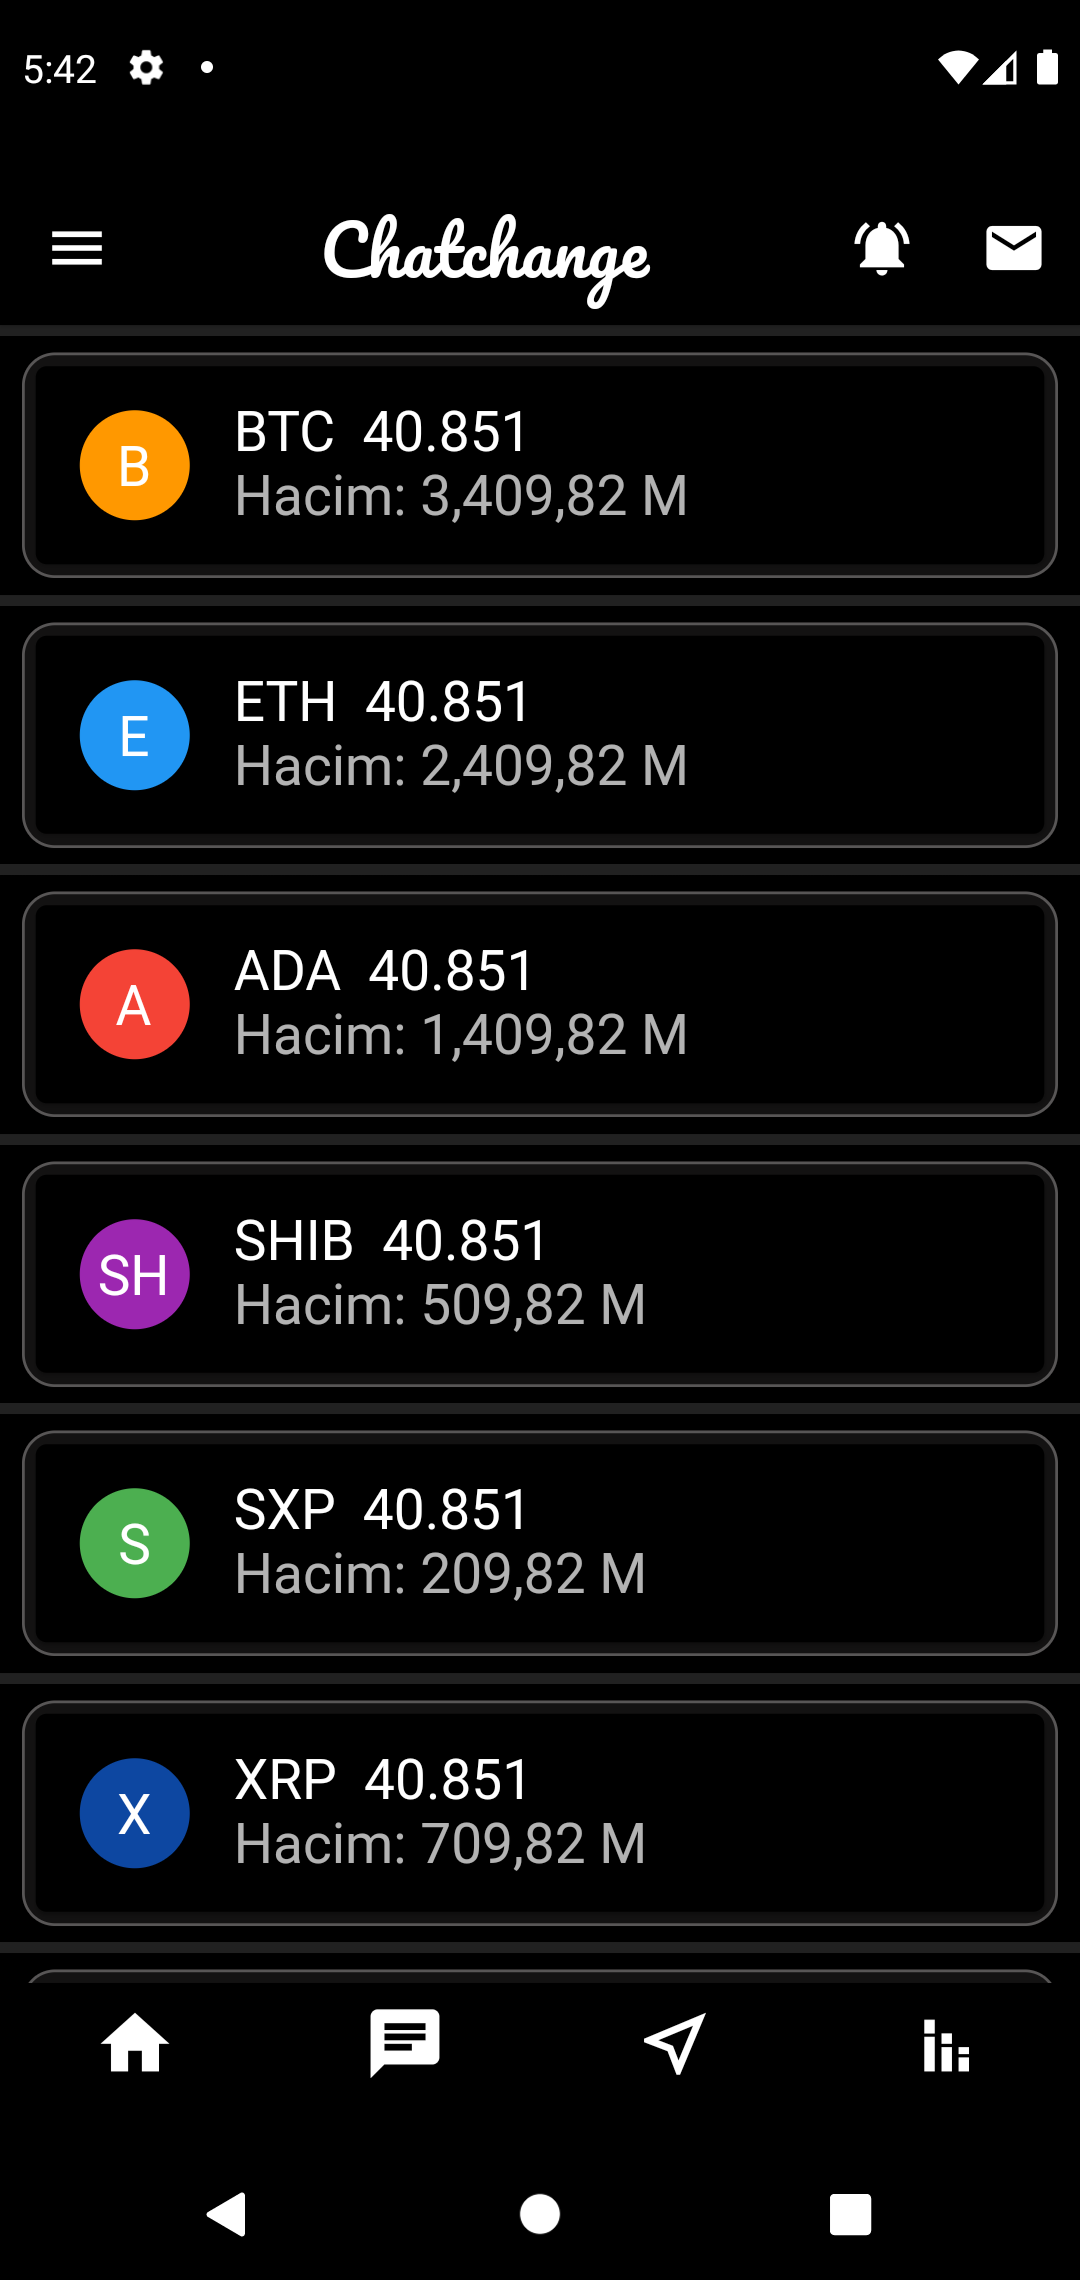 5:42
Chatchange
B
BTC 40.851
Hacim: 3,409,82 M
E
ETH 40.851
Hacim: 2,409,82 M
A
ADA 40.851
Hacim: 1,409,82 M
SH
SHIB 40.851
Hacim: 509,82 M
S
SXP 40.851
Hacim: 209,82 M
X
XRP 40.851
Hacim: 709,82 M